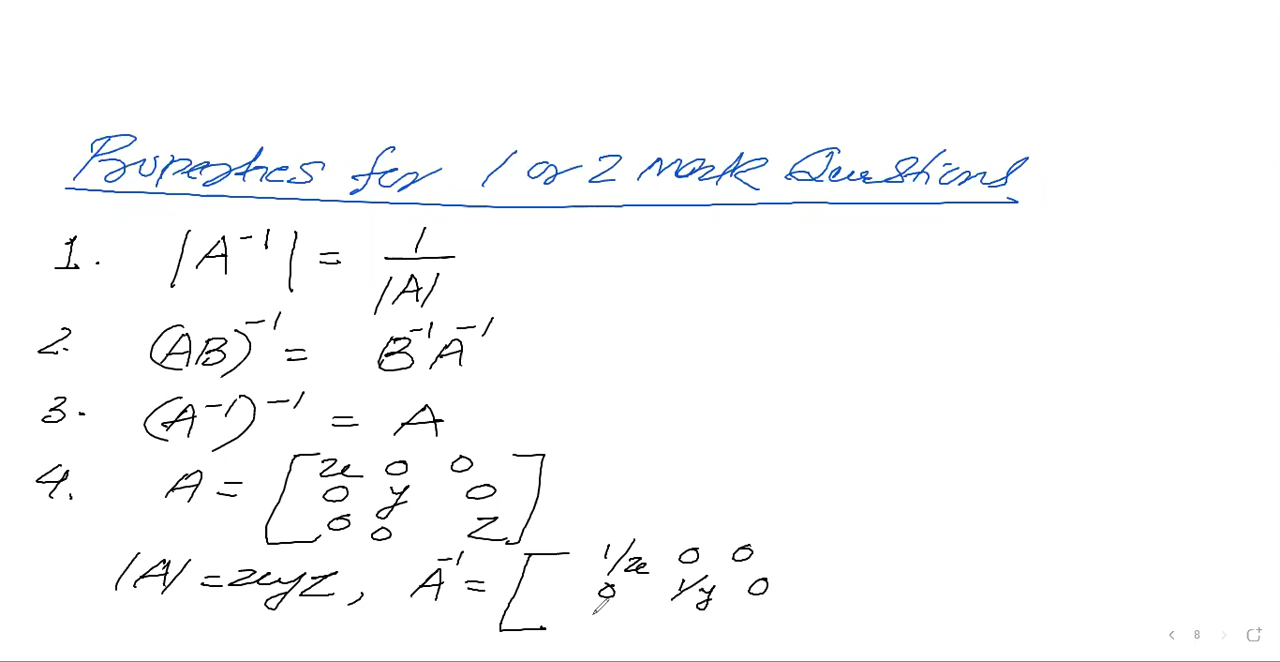 Properties for 1 or 2 mark Questions
1. |A⁻¹| = 1/|A|
2. (AB)⁻¹ = B⁻¹A⁻¹
3. (A⁻¹)⁻¹ = A
4. A = [x 0 0
0 y 0
0 0 z]
|A| = xyz, A⁻¹ = [1/x 0 0
0 1/y 0
8